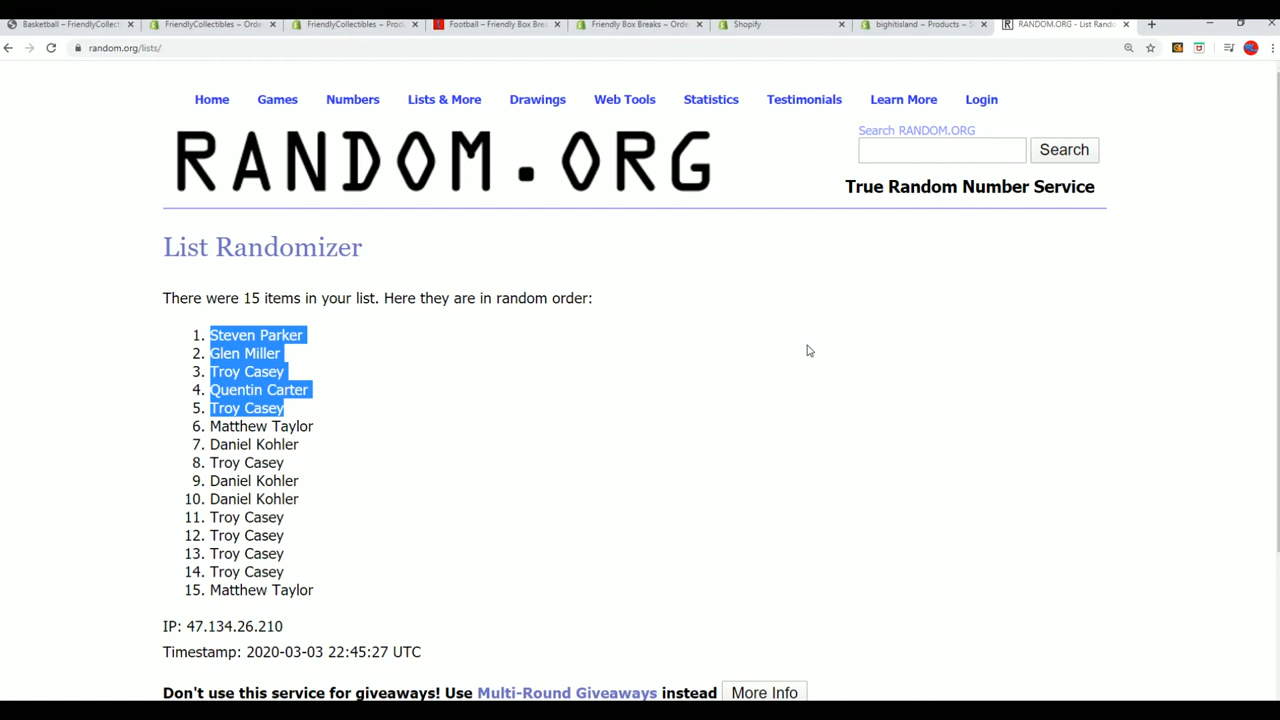 Basketball – FriendlyCollect
FriendlyCollectibles ~ Orde
FriendlyCollectibles ~ Prod
Football – Friendly Box Brea
Friendly Box Breaks ~ Orde
Shopify
bighitisland ~ Products ~ S
RANDOM.ORG - List Rando
random.org/lists/
Home Games Numbers Lists & More Drawings Web Tools Statistics Testimonials Learn More Login
RANDOM.ORG
Search RANDOM.ORG
Search
True Random Number Service
List Randomizer
There were 15 items in your list. Here they are in random order:
1. Steven Parker
2. Glen Miller
3. Troy Casey
4. Quentin Carter
5. Troy Casey
6. Matthew Taylor
7. Daniel Kohler
8. Troy Casey
9. Daniel Kohler
10. Daniel Kohler
11. Troy Casey
12. Troy Casey
13. Troy Casey
14. Troy Casey
15. Matthew Taylor
IP: 47.134.26.210
Timestamp: 2020-03-03 22:45:27 UTC
Don't use this service for giveaways! Use Multi-Round Giveaways instead More Info